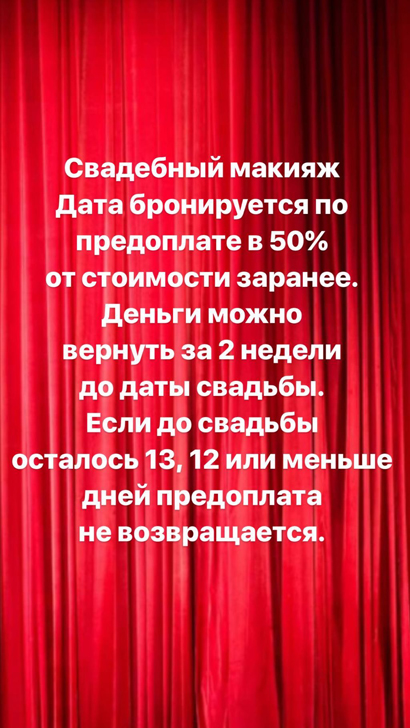 Свадебный макияж
Дата бронируется по
предоплате в 50%
от стоимости заранее.
Деньги можно
вернуть за 2 недели
до даты свадьбы.
Если до свадьбы
осталось 13, 12 или меньше
дней предоплата
не возвращается.